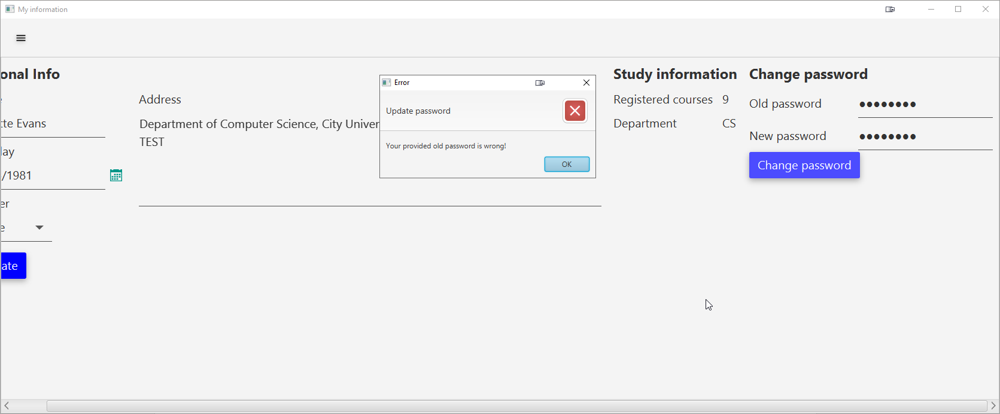 My information
onal Info
tte Evans
lay
/1981
er
e
ate
Address
Department of Computer Science, City Univer
TEST
Error
Update password
Your provided old password is wrong!
OK
Study information
Registered courses 9
Department CS
Change password
Old password ••••••••
New password ••••••••
Change password